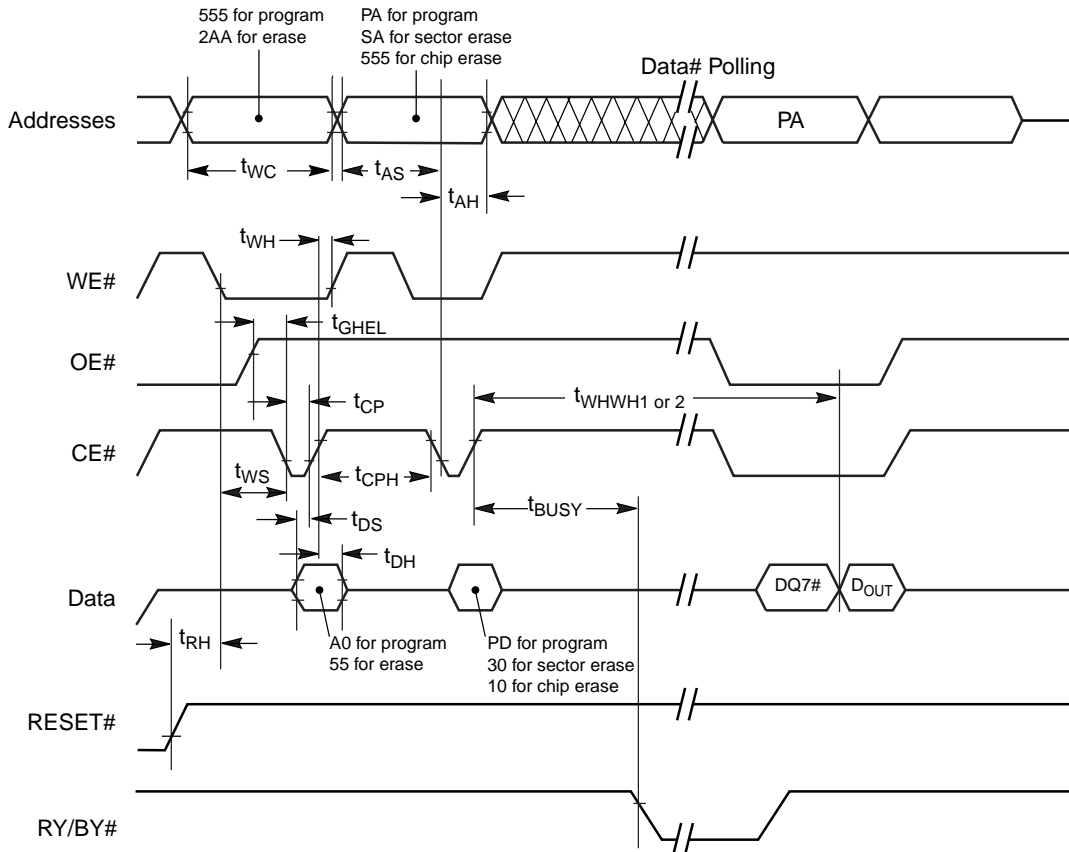 555 for program
2AA for erase
PA for program
SA for sector erase
555 for chip erase
Data# Polling
Addresses
PA
tWC
tAS
tAH
tWH
WE#
tGHEL
OE#
tCP
tWHWH1 or 2
CE#
tWS
tCPH
tBUSY
tDS
tDH
Data
DQ7#
DOUT
tRH
A0 for program
55 for erase
PD for program
30 for sector erase
10 for chip erase
RESET#
RY/BY#